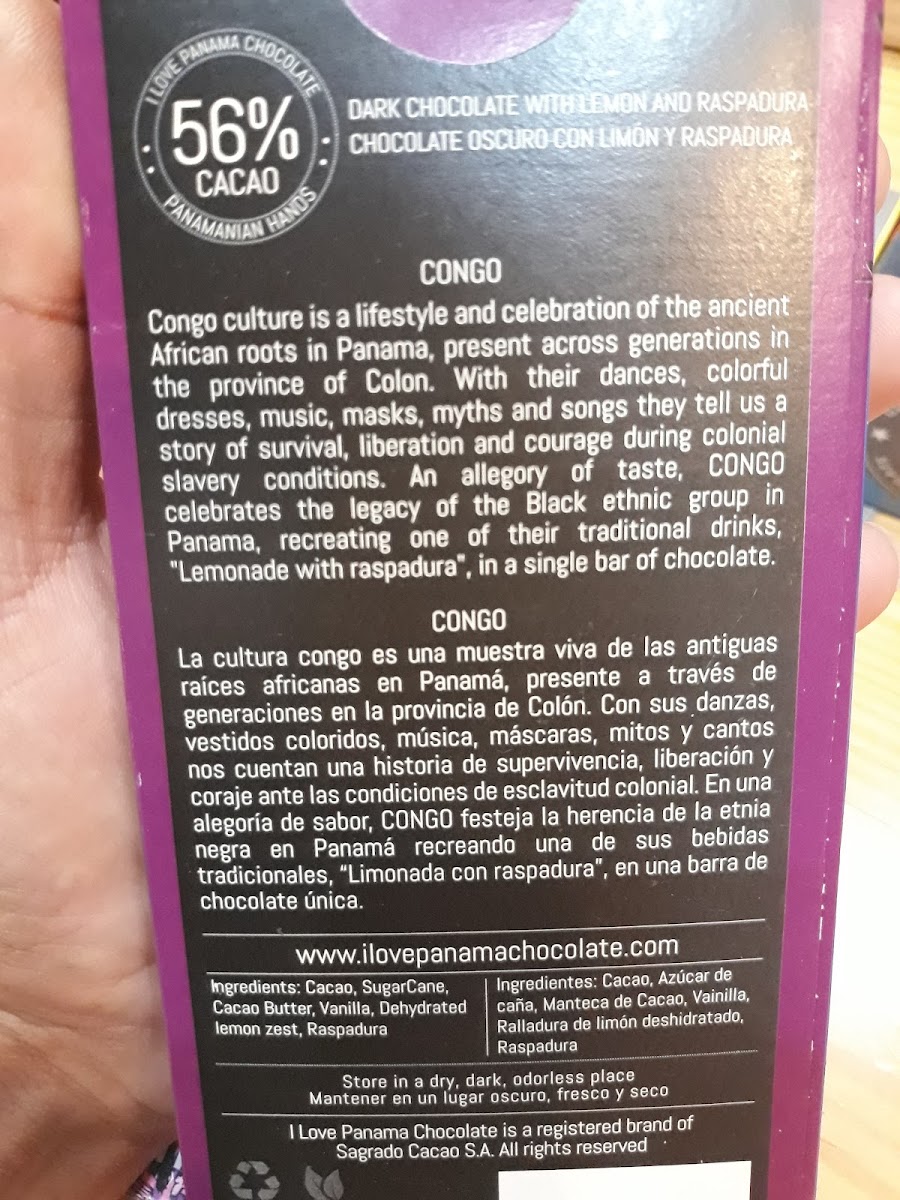 I LOVE PANAMA CHOCOLATE
56%
CACAO
PANAMANIAN HANDS
DARK CHOCOLATE WITH LEMON AND RASPADURA
CHOCOLATE OSCURO CON LIMÓN Y RASPADURA
CONGO
Congo culture is a lifestyle and celebration of the ancient
African roots in Panama, present across generations in
the province of Colon. With their dances, colorful
dresses, music, masks, myths and songs they tell us a
story of survival, liberation and courage during colonial
slavery conditions. An allegory of taste, CONGO
celebrates the legacy of the Black ethnic group in
Panama, recreating one of their traditional drinks,
"Lemonade with raspadura", in a single bar of chocolate.
CONGO
La cultura congo es una muestra viva de las antiguas
raíces africanas en Panamá, presente a través de
generaciones en la provincia de Colón. Con sus danzas,
vestidos coloridos, música, máscaras, mitos y cantos
nos cuentan una historia de supervivencia, liberación y
coraje ante las condiciones de esclavitud colonial. En una
alegoría de sabor, CONGO festeja la herencia de la etnia
negra en Panamá recreando una de sus bebidas
tradicionales, “Limonada con raspadura”, en una barra de
chocolate única.
www.ilovepanamachocolate.com
Ingredients: Cacao, SugarCane,
Cacao Butter, Vanilla, Dehydrated
lemon zest, Raspadura
Ingredientes: Cacao, Azúcar de
caña, Manteca de Cacao, Vainilla,
Ralladura de limón deshidratado,
Raspadura
Store in a dry, dark, odorless place
Mantener en un lugar oscuro, fresco y seco
I Love Panama Chocolate is a registered brand of
Sagrado Cacao S.A. All rights reserved